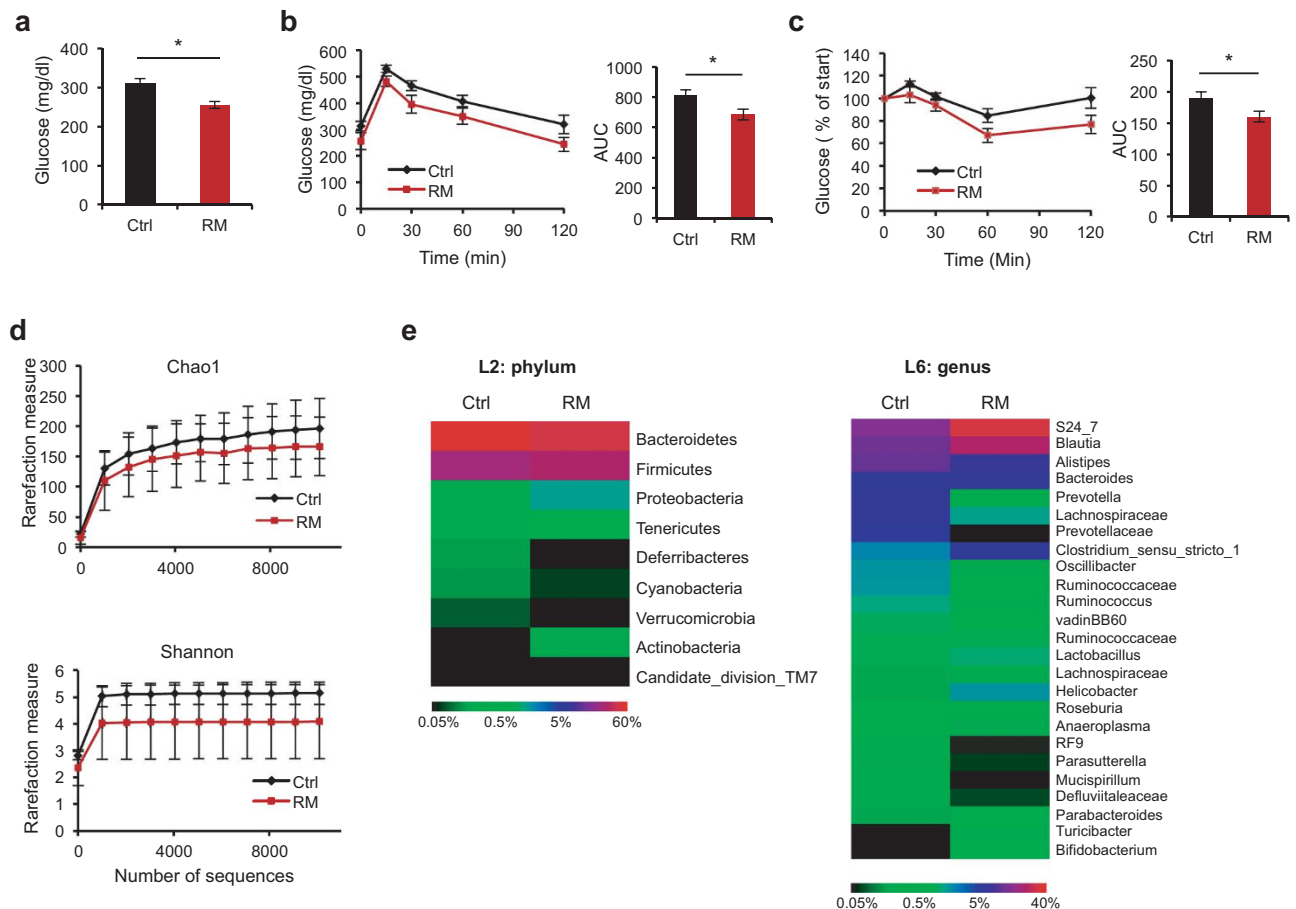 a
*
Glucose (mg/dl)
400
300
200
100
0
Ctrl
RM
b
Glucose (mg/dl)
600
500
400
300
200
100
0
Ctrl
RM
0 30 60 90 120
Time (min)
*
AUC
1000
800
600
400
200
0
Ctrl
RM
c
Glucose ( % of start)
140
120
100
80
60
40
20
0
Ctrl
RM
0 30 60 90 120
Time (Min)
*
AUC
250
200
150
100
50
0
Ctrl
RM
d
Chao1
Rarefaction measure
300
250
200
150
100
50
0
Ctrl
RM
0 4000 8000
Shannon
Rarefaction measure
6
5
4
3
2
1
0
Ctrl
RM
0 4000 8000
Number of sequences
e
L2: phylum
Ctrl RM
Bacteroidetes
Firmicutes
Proteobacteria
Tenericutes
Deferribacteres
Cyanobacteria
Verrucomicrobia
Actinobacteria
Candidate_division_TM7
0.05% 0.5% 5% 60%
L6: genus
Ctrl RM
S24_7
Blautia
Alistipes
Bacteroides
Prevotella
Lachnospiraceae
Prevotellaceae
Clostridium_sensu_stricto_1
Oscillibacter
Ruminococcaceae
Ruminococcus
vadinBB60
Ruminococcaceae
Lactobacillus
Lachnospiraceae
Helicobacter
Roseburia
Anaeroplasma
RF9
Parasutterella
Mucispirillum
Defluviitaleaceae
Parabacteroides
Turicibacter
Bifidobacterium
0.05% 0.5% 5% 40%